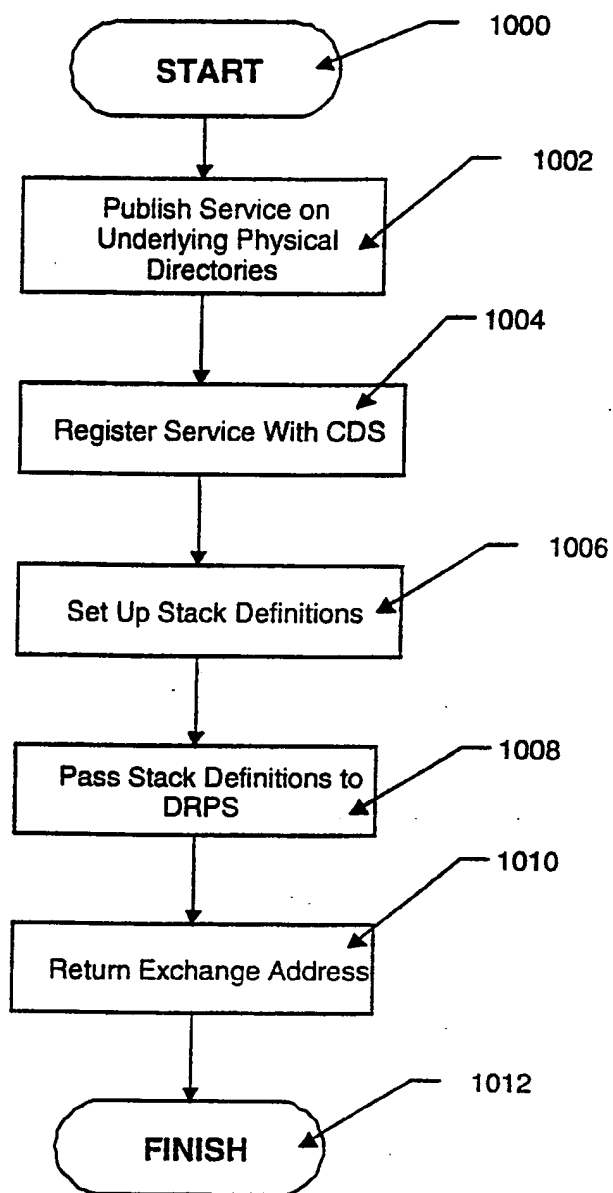 1000
START
1002
Publish Service on
Underlying Physical
Directories
1004
Register Service With CDS
1006
Set Up Stack Definitions
1008
Pass Stack Definitions to
DRPS
1010
Return Exchange Address
1012
FINISH